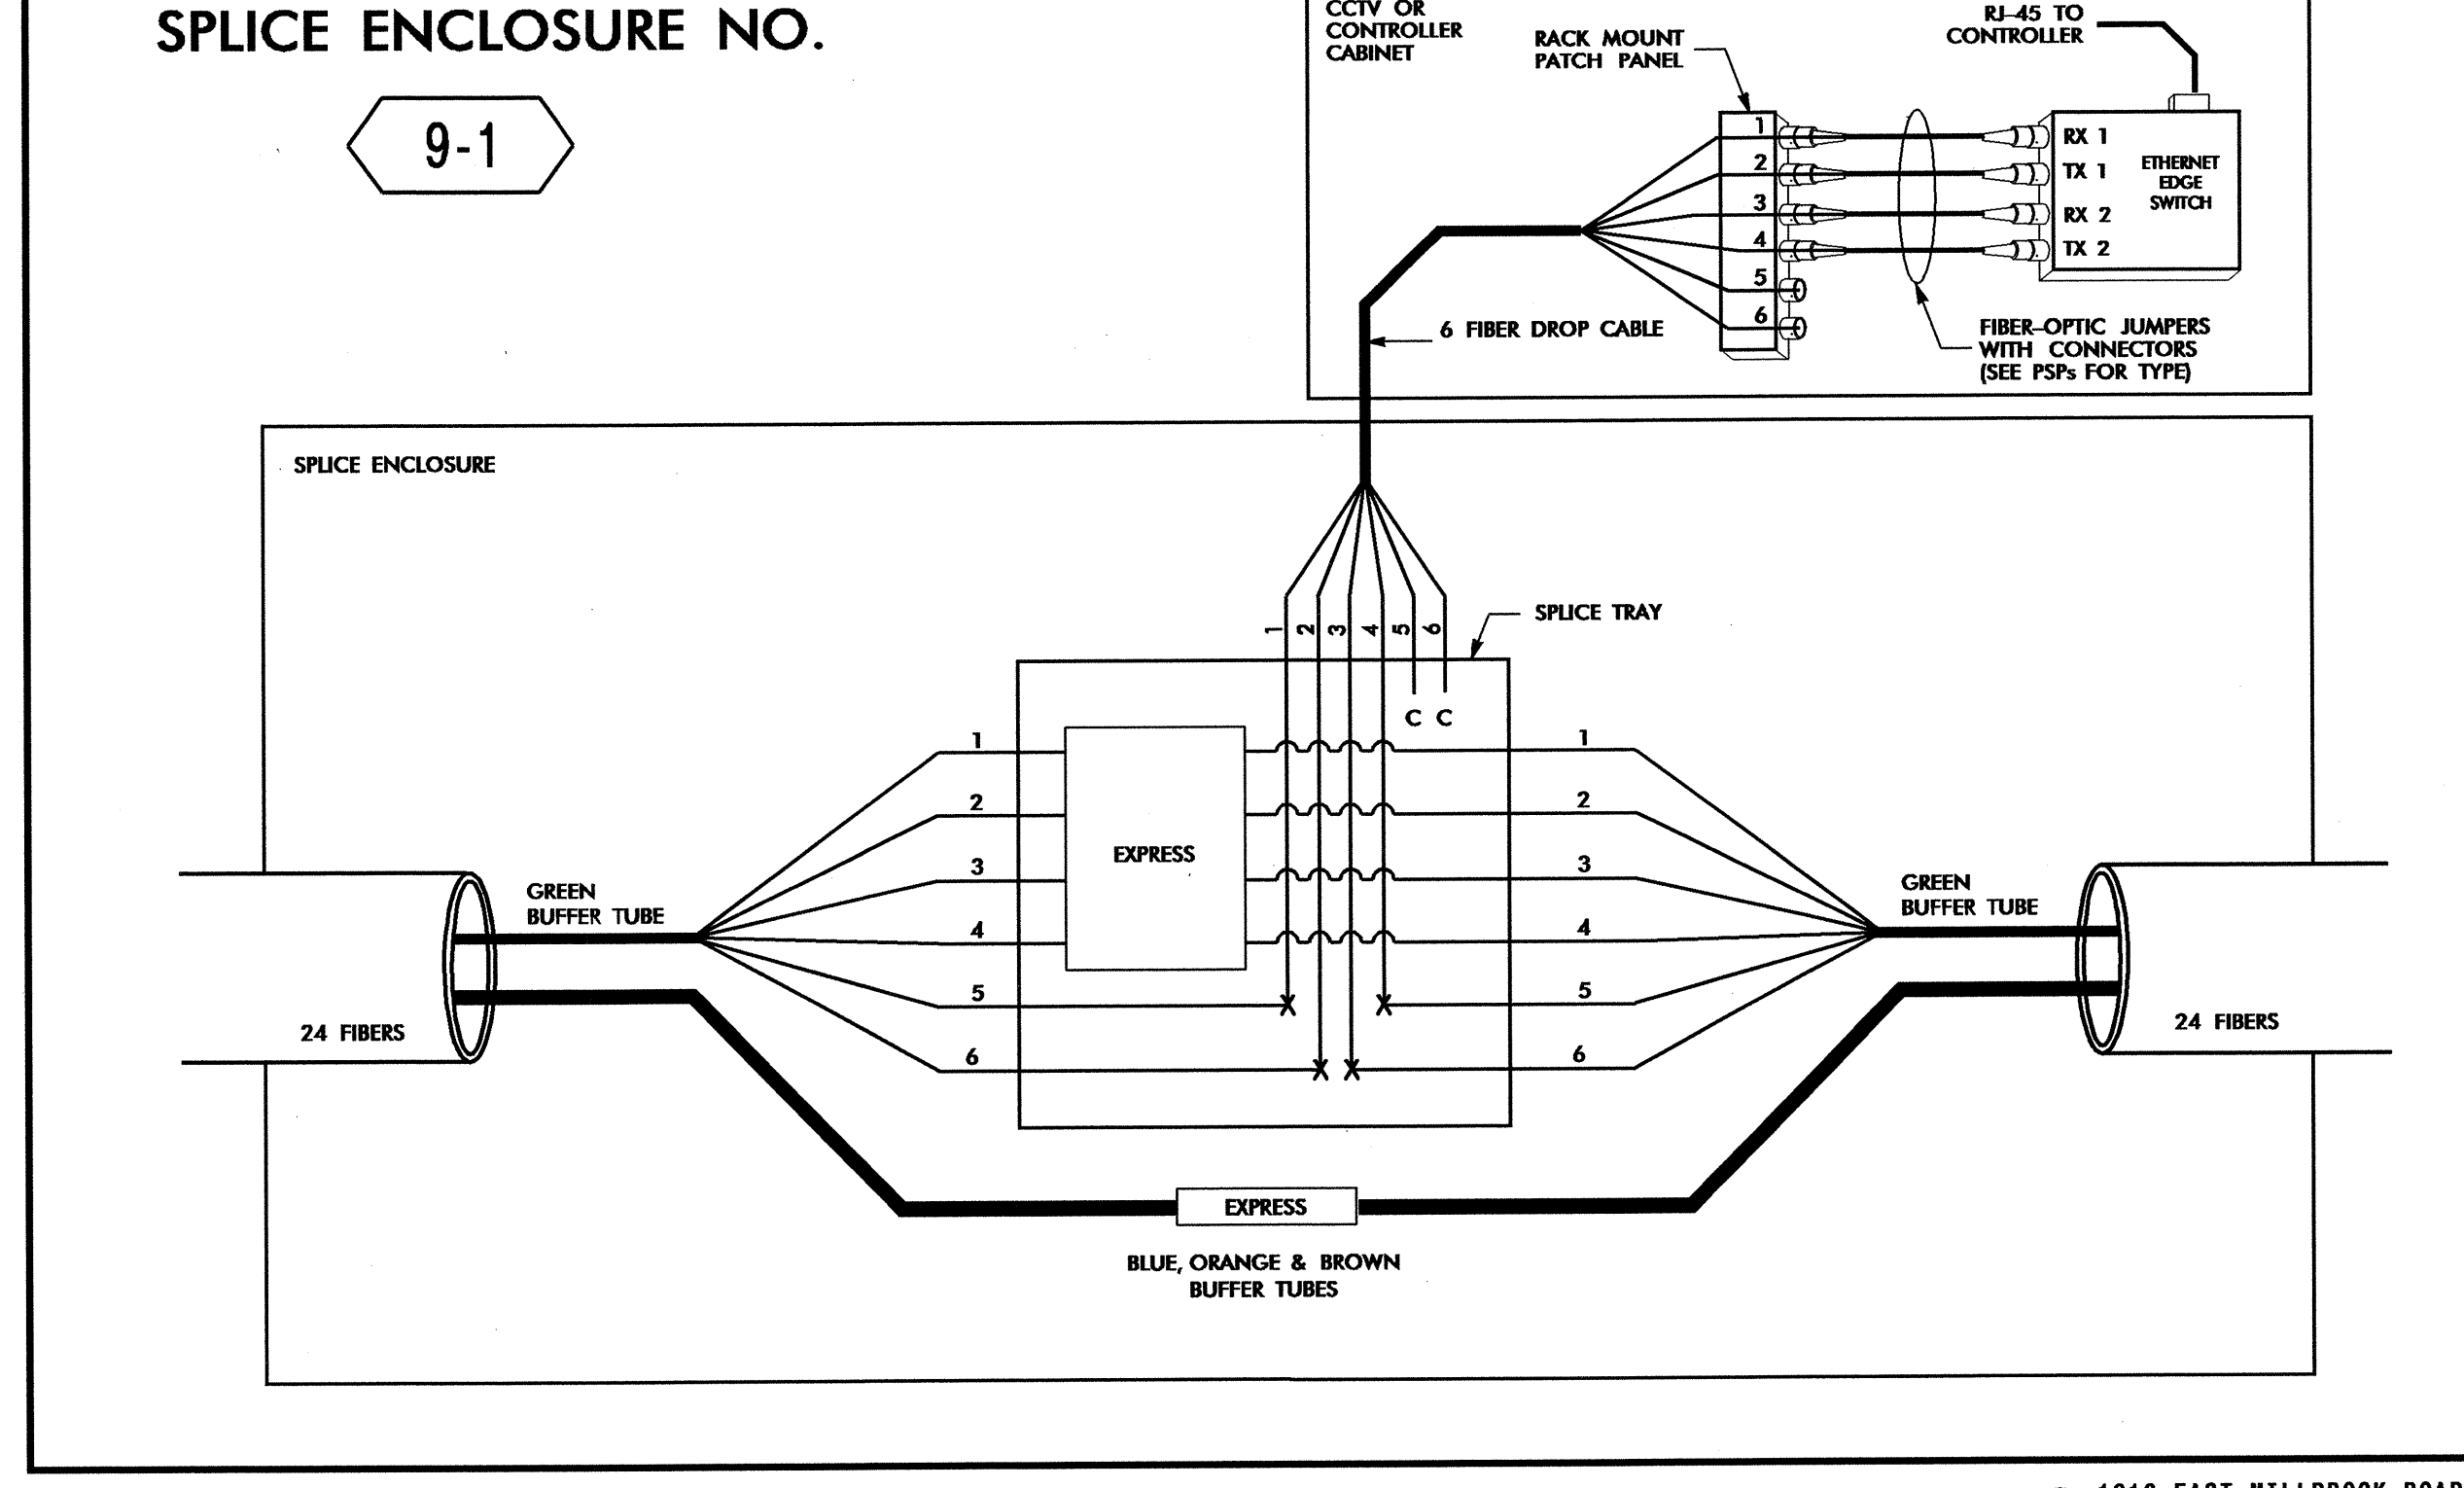 SPLICE ENCLOSURE NO.
9-1
CCTV OR
CONTROLLER
CABINET
RACK MOUNT
PATCH PANEL
RJ-45 TO
CONTROLLER
1
2
3
4
5
6
RX 1
TX 1
RX 2
TX 2
ETHERNET
EDGE
SWITCH
6 FIBER DROP CABLE
FIBER-OPTIC JUMPERS
WITH CONNECTORS
(SEE PSPs FOR TYPE)
SPLICE ENCLOSURE
1 2 3 4 5 6
SPLICE TRAY
C C
1
2
3
4
5
6
EXPRESS
1
2
3
4
5
6
GREEN
BUFFER TUBE
24 FIBERS
GREEN
BUFFER TUBE
24 FIBERS
EXPRESS
BLUE, ORANGE & BROWN
BUFFER TUBES